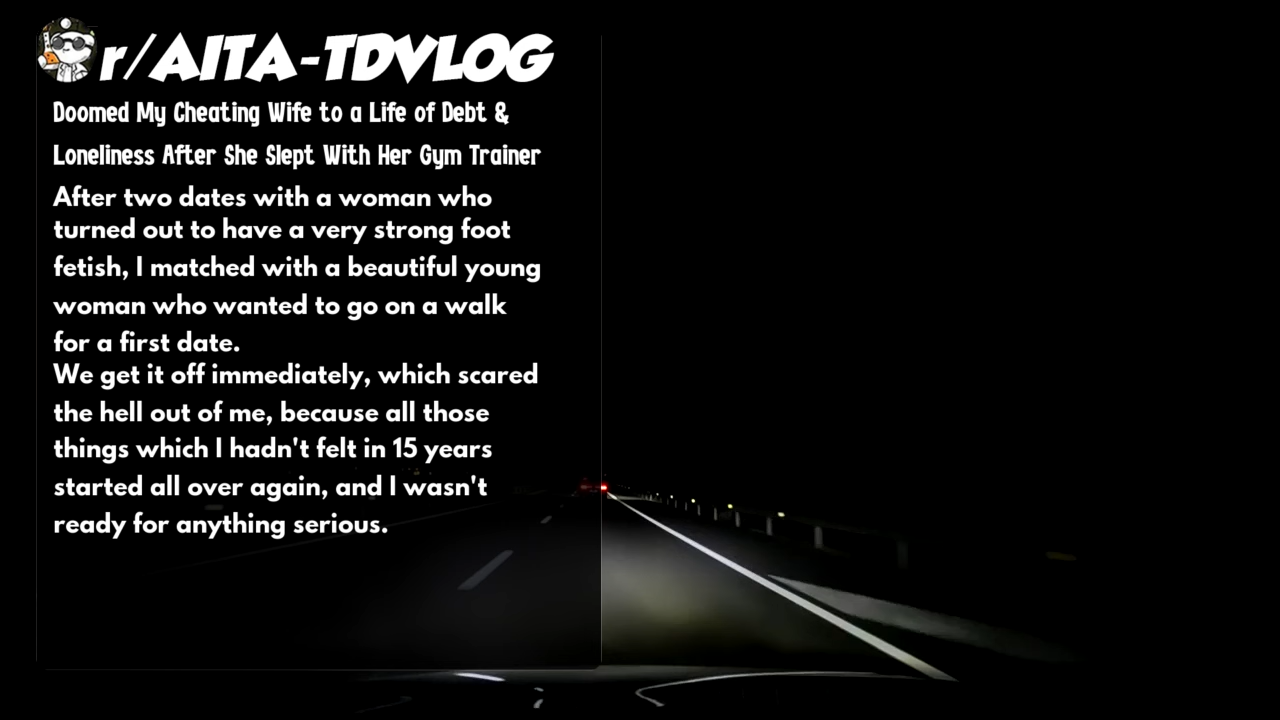 r/AITA-TDVLOG
Doomed My Cheating Wife to a Life of Debt &
Loneliness After She Slept With Her Gym Trainer
After two dates with a woman who
turned out to have a very strong foot
fetish, I matched with a beautiful young
woman who wanted to go on a walk
for a first date.
We get it off immediately, which scared
the hell out of me, because all those
things which I hadn't felt in 15 years
started all over again, and I wasn't
ready for anything serious.